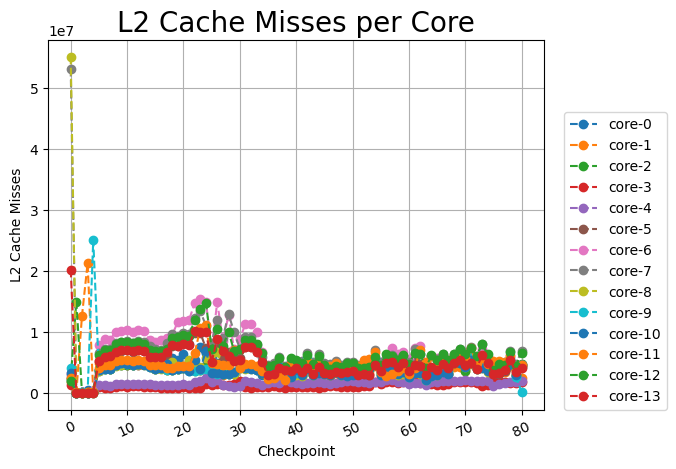 L2 Cache Misses per Core
1e7
5
4
3
2
1
0
L2 Cache Misses
0
10
20
30
40
50
60
70
80
Checkpoint
core-0
core-1
core-2
core-3
core-4
core-5
core-6
core-7
core-8
core-9
core-10
core-11
core-12
core-13